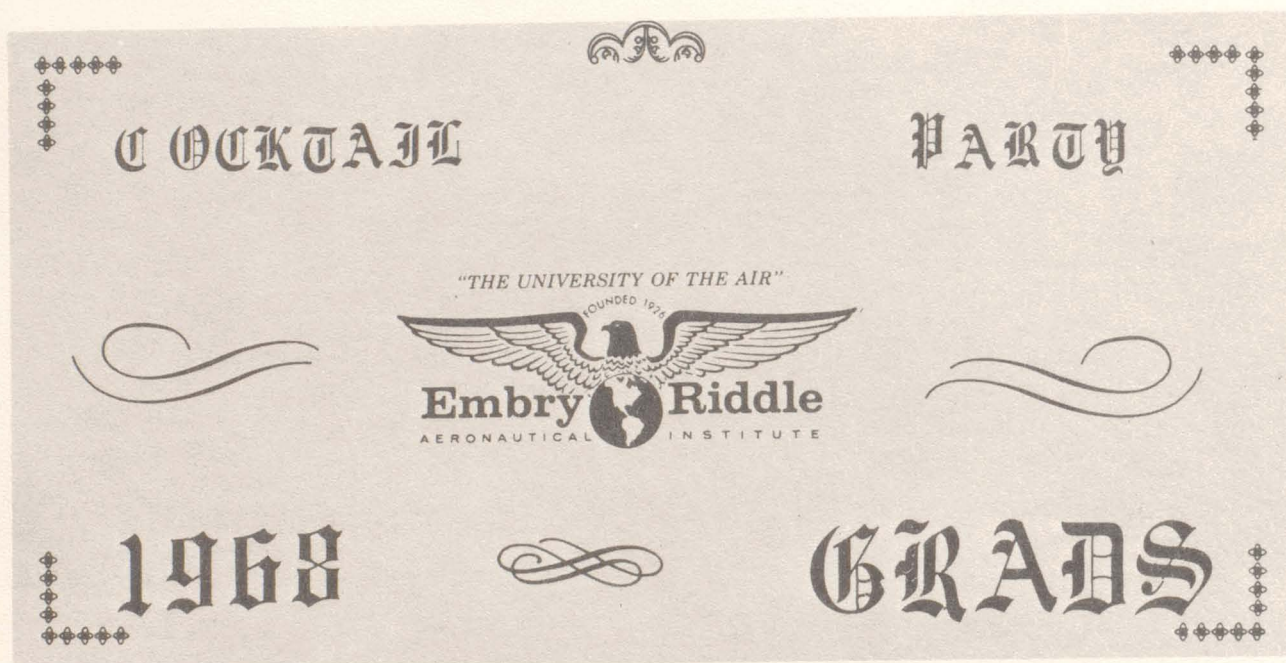 COCKTAIL PARTY
"THE UNIVERSITY OF THE AIR"
FOUNDED 1926
Embry Riddle
AERONAUTICAL INSTITUTE
1968 GRADS